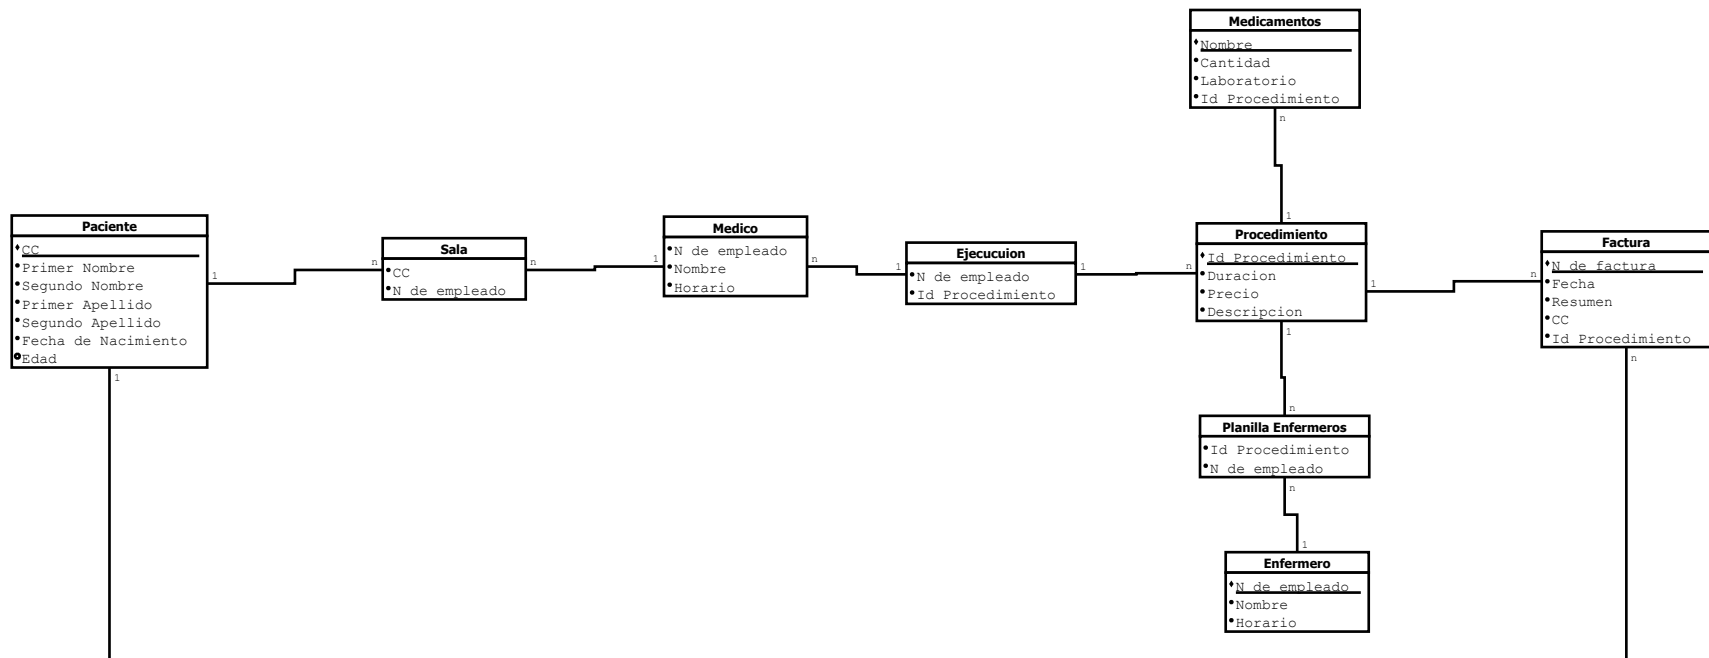 Medicamentos
Nombre
Cantidad
Laboratorio
Id Procedimiento
n
1
Paciente
CC
Primer Nombre
Segundo Nombre
Primer Apellido
Segundo Apellido
Fecha de Nacimiento
Edad
1
1
n
Sala
CC
N de empleado
n
1
Medico
N de empleado
Nombre
Horario
n
1
Ejecucuion
N de empleado
Id Procedimiento
1
n
Procedimiento
Id Procedimiento
Duracion
Precio
Descripcion
1
1
n
Factura
N de factura
Fecha
Resumen
CC
Id Procedimiento
n
n
Planilla Enfermeros
Id Procedimiento
N de empleado
n
1
Enfermero
N de empleado
Nombre
Horario